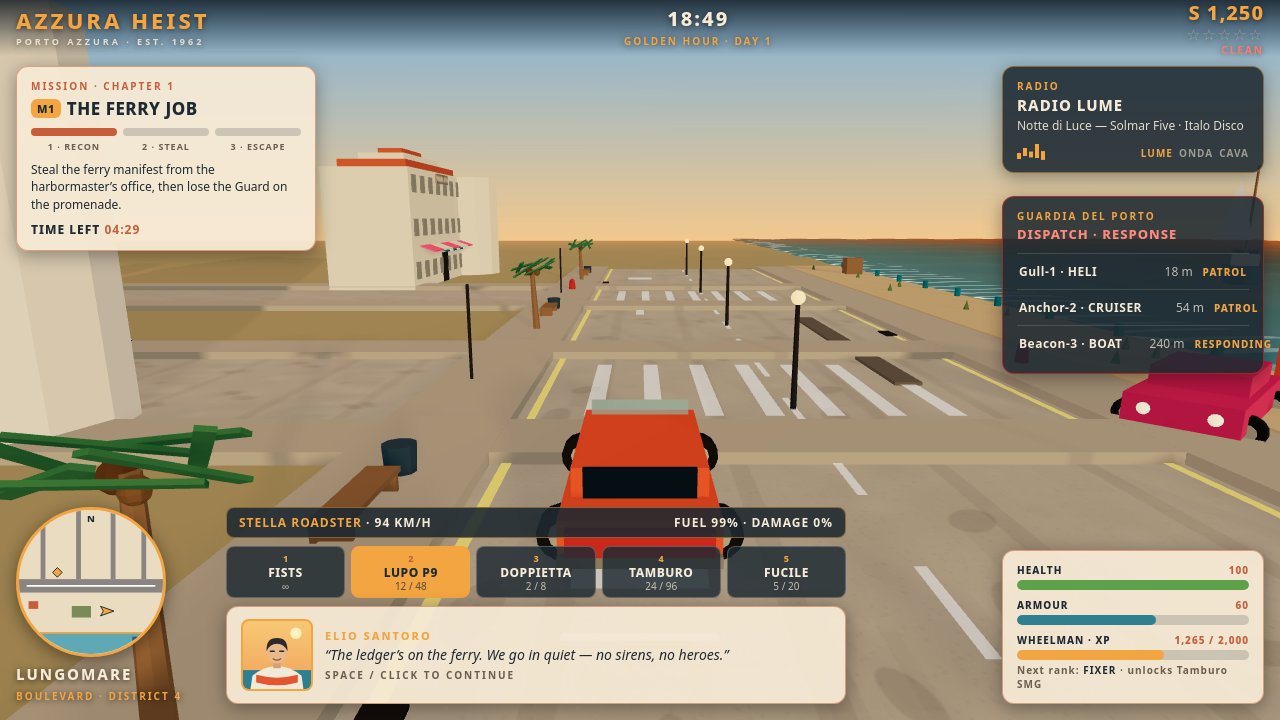 AZZURA HEIST
PORTO AZZURA · EST. 1962
18:49
GOLDEN HOUR · DAY 1
S 1,250
☆☆☆☆☆
CLEAN
MISSION · CHAPTER 1
M1 THE FERRY JOB
1 · RECON 2 · STEAL 3 · ESCAPE
Steal the ferry manifest from the
harbormaster’s office, then lose the Guard on
the promenade.
TIME LEFT 04:29
RADIO
RADIO LUME
Notte di Luce — Solmar Five · Italo Disco
LUME ONDA CAVA
GUARDIA DEL PORTO
DISPATCH · RESPONSE
Gull-1 · HELI 18 m PATROL
Anchor-2 · CRUISER 54 m PATROL
Beacon-3 · BOAT 240 m RESPONDING
N
LUNGOMARE
BOULEVARD · DISTRICT 4
STELLA ROADSTER · 94 KM/H FUEL 99% · DAMAGE 0%
1 2 3 4 5
FISTS LUPO P9 DOPPIETTA TAMBURO FUCILE
∞ 12 / 48 2 / 8 24 / 96 5 / 20
ELIO SANTORO
“The ledger’s on the ferry. We go in quiet — no sirens, no heroes.”
SPACE / CLICK TO CONTINUE
HEALTH 100
ARMOUR 60
WHEELMAN · XP 1,265 / 2,000
Next rank: FIXER · unlocks Tamburo
SMG